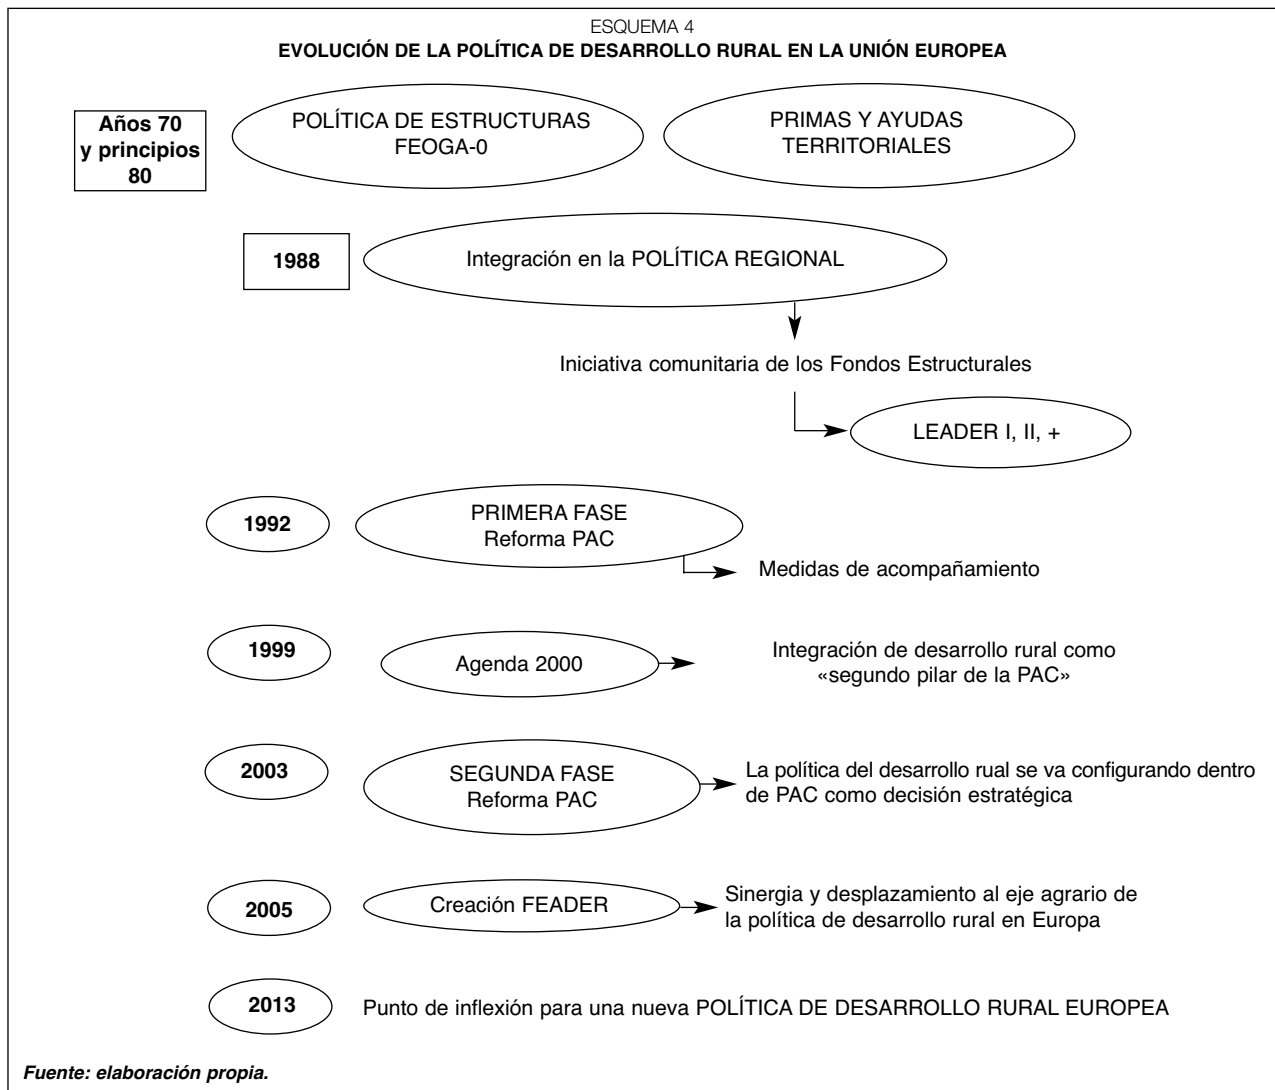 ESQUEMA 4
EVOLUCIÓN DE LA POLÍTICA DE DESARROLLO RURAL EN LA UNIÓN EUROPEA
Años 70
y principios
80
POLÍTICA DE ESTRUCTURAS
FEOGA-0
PRIMAS Y AYUDAS
TERRITORIALES
1988
Integración en la POLÍTICA REGIONAL
Iniciativa comunitaria de los Fondos Estructurales
LEADER I, II, +
1992
PRIMERA FASE
Reforma PAC
Medidas de acompañamiento
1999
Agenda 2000
Integración de desarrollo rural como
«segundo pilar de la PAC»
2003
SEGUNDA FASE
Reforma PAC
La política del desarrollo rual se va configurando dentro
de PAC como decisión estratégica
2005
Creación FEADER
Sinergia y desplazamiento al eje agrario de
la política de desarrollo rural en Europa
2013
Punto de inflexión para una nueva POLÍTICA DE DESARROLLO RURAL EUROPEA
Fuente: elaboración propia.